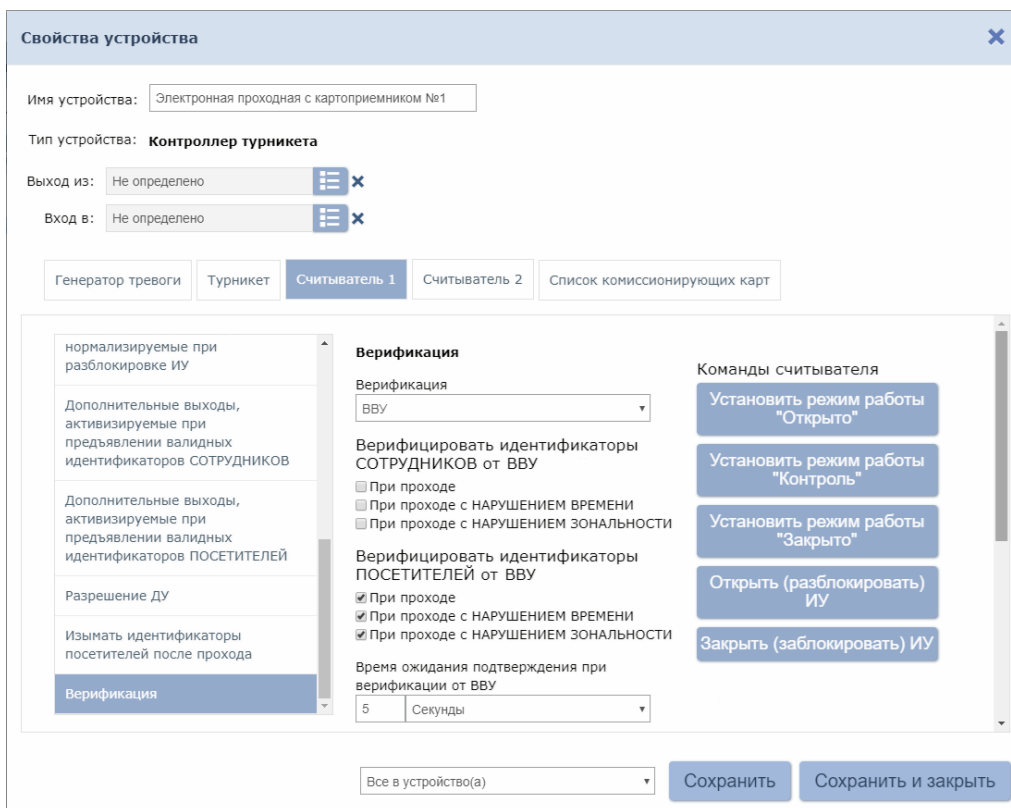 Свойства устройства
Имя устройства:
Электронная проходная с картоприемником №1
Тип устройства:
Контроллер турникета
Выход из:
Не определено
Вход в:
Не определено
Генератор тревоги
Турникет
Считыватель 1
Считыватель 2
Список комиссионирующих карт
нормализируемые при
разблокировке ИУ
Дополнительные выходы,
активизируемые при
предъявлении валидных
идентификаторов СОТРУДНИКОВ
Дополнительные выходы,
активизируемые при
предъявлении валидных
идентификаторов ПОСЕТИТЕЛЕЙ
Разрешение ДУ
Изымать идентификаторы
посетителей после прохода
Верификация
Верификация
Верификация
ВВУ
Верифицировать идентификаторы
СОТРУДНИКОВ от ВВУ
При проходе
При проходе с НАРУШЕНИЕМ ВРЕМЕНИ
При проходе с НАРУШЕНИЕМ ЗОНАЛЬНОСТИ
Верифицировать идентификаторы
ПОСЕТИТЕЛЕЙ от ВВУ
При проходе
При проходе с НАРУШЕНИЕМ ВРЕМЕНИ
При проходе с НАРУШЕНИЕМ ЗОНАЛЬНОСТИ
Время ожидания подтверждения при
верификации от ВВУ
5 Секунды
Команды считывателя
Установить режим работы
"Открыто"
Установить режим работы
"Контроль"
Установить режим работы
"Закрыто"
Открыть (разблокировать)
ИУ
Закрыть (заблокировать) ИУ
Все в устройство(а)
Сохранить
Сохранить и закрыть